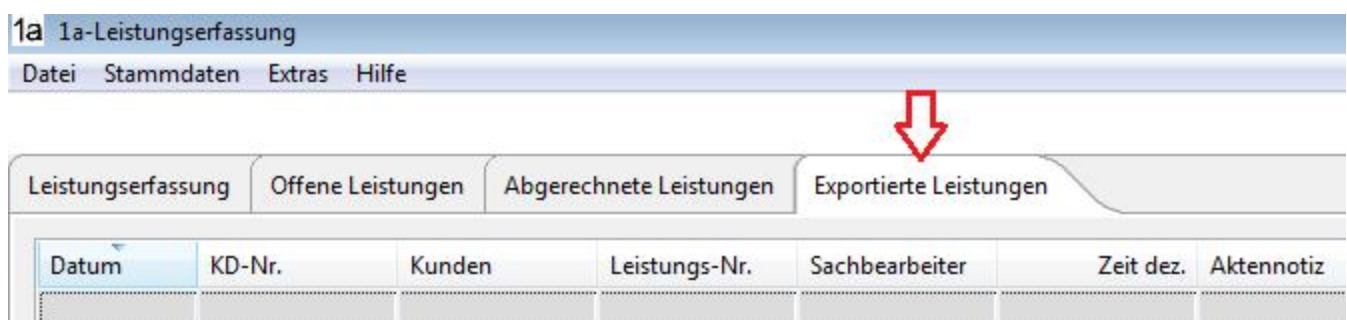 1a 1a-Leistungserfassung
Datei Stammdaten Extras Hilfe
Leistungserfassung Offene Leistungen Abgerechnete Leistungen Exportierte Leistungen
Datum KD-Nr. Kunden Leistungs-Nr. Sachbearbeiter Zeit dez. Aktennotiz